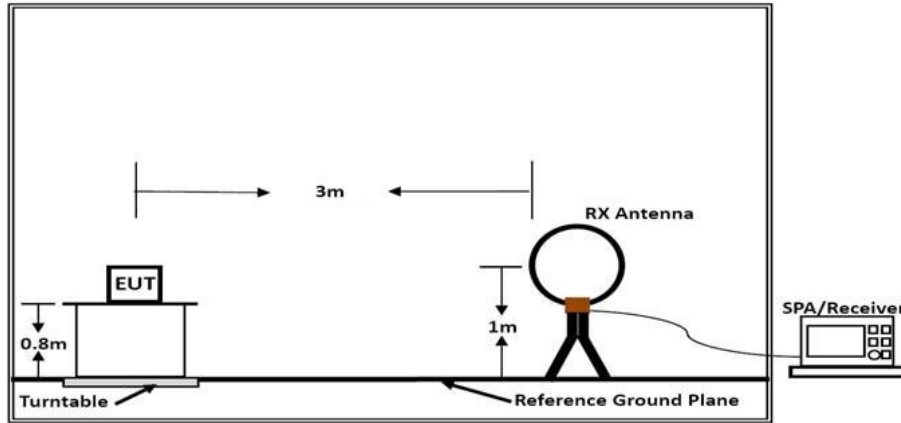 3m
RX Antenna
EUT
SPA/Receiver
1m
0.8m
Turntable
Reference Ground Plane